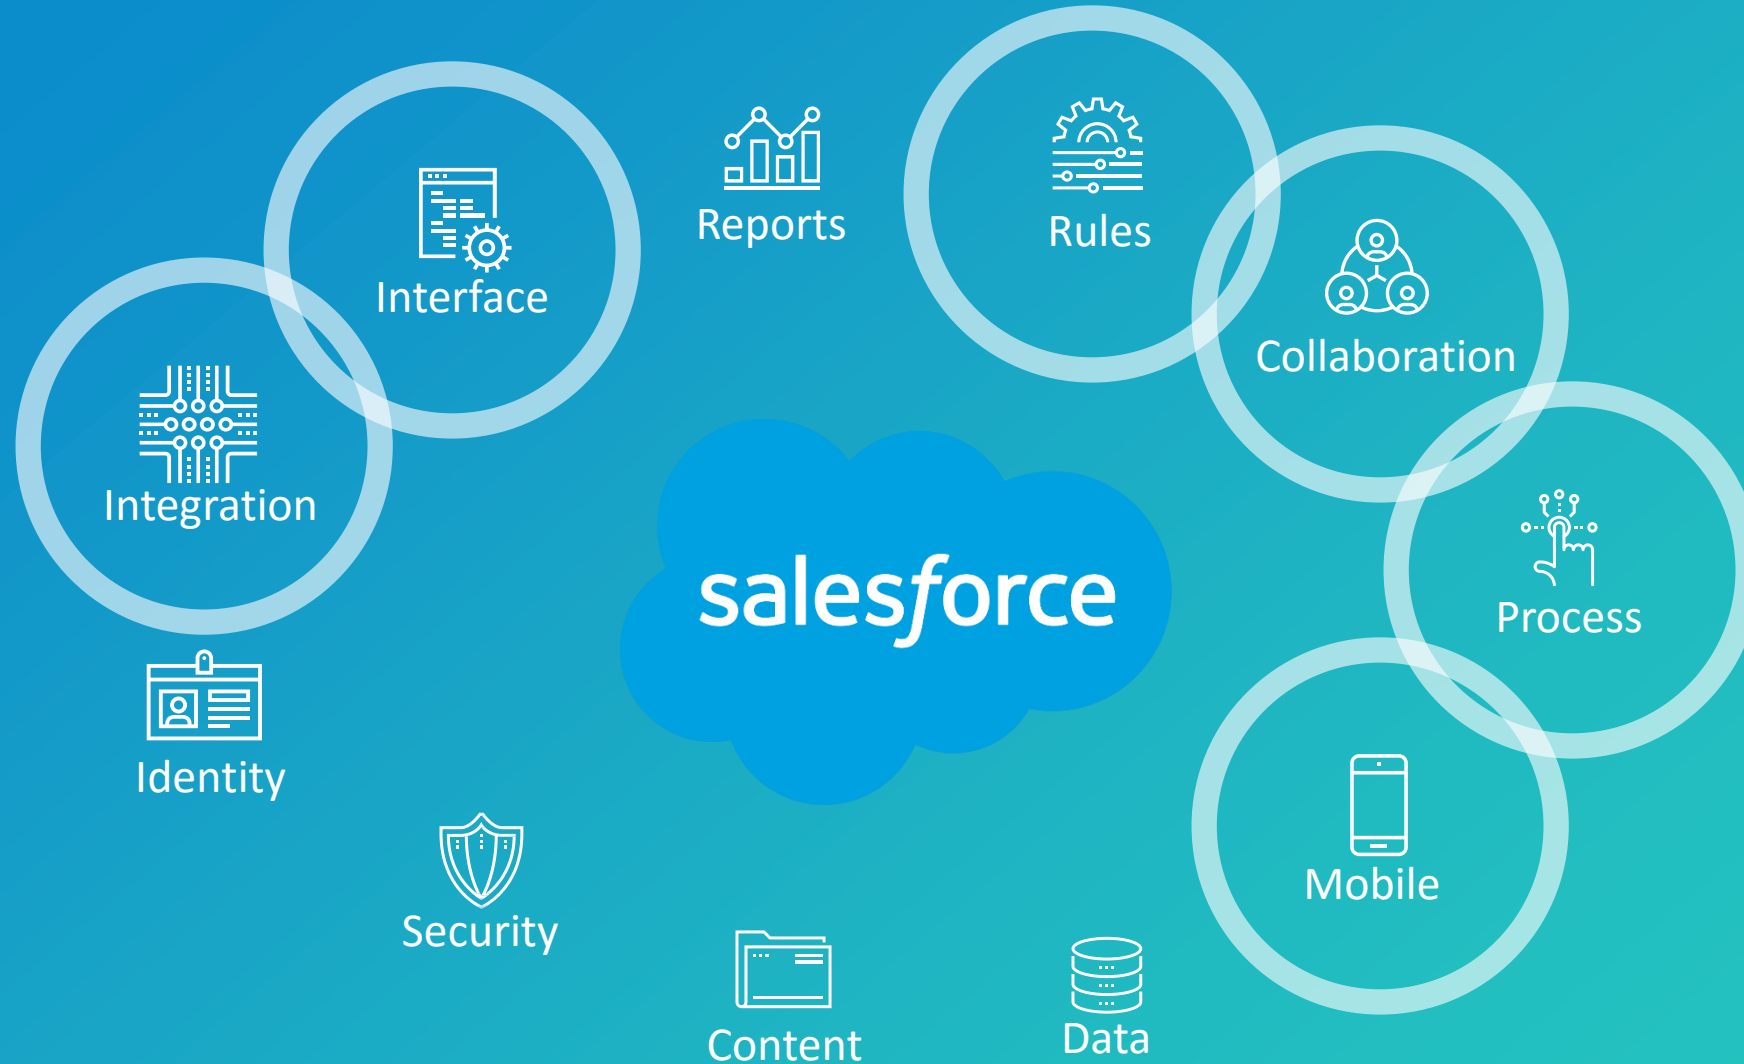 Reports
Rules
Interface
Collaboration
Integration
salesforce
Process
Identity
Mobile
Security
Content
Data